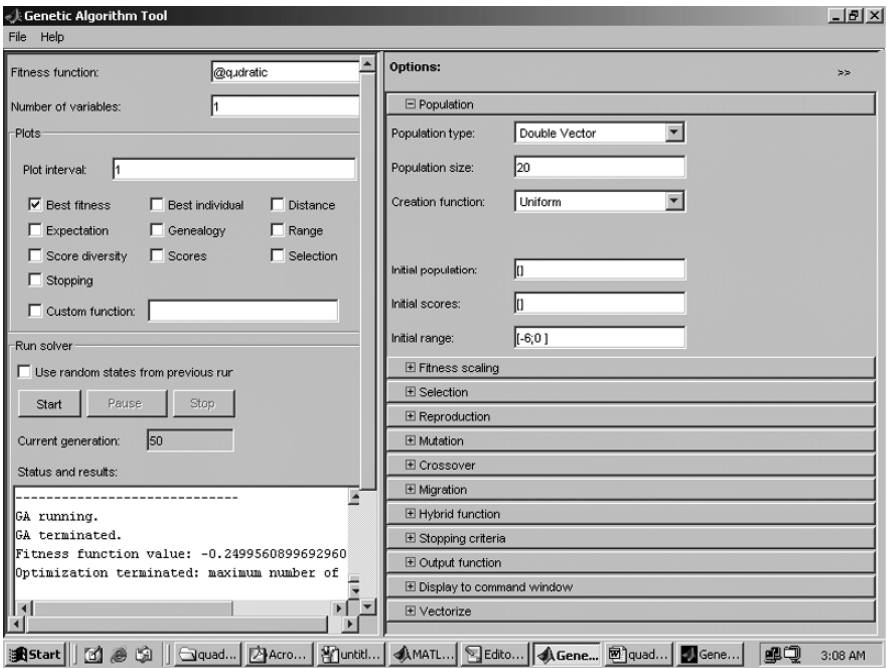 Genetic Algorithm Tool
File Help
Fitness function: @qudratic
Number of variables: 1
Plots
Plot interval: 1
Best fitness Best individual Distance
Expectation Genealogy Range
Score diversity Scores Selection
Stopping
Custom function:
Run solver
Use random states from previous rur
Start Pause Stop
Current generation: 50
Status and results:
------------------------------
GA running.
GA terminated.
Fitness function value: -0.2499560899692960
Optimization terminated: maximum number of
Options: >>
Population
Population type: Double Vector
Population size: 20
Creation function: Uniform
Initial population: []
Initial scores: []
Initial range: [-6;0 ]
Fitness scaling
Selection
Reproduction
Mutation
Crossover
Migration
Hybrid function
Stopping criteria
Output function
Display to command window
Vectorize
Start quad... Acro... untitl... MATL... Edito... Gene... quad... Gene... 3:08 AM